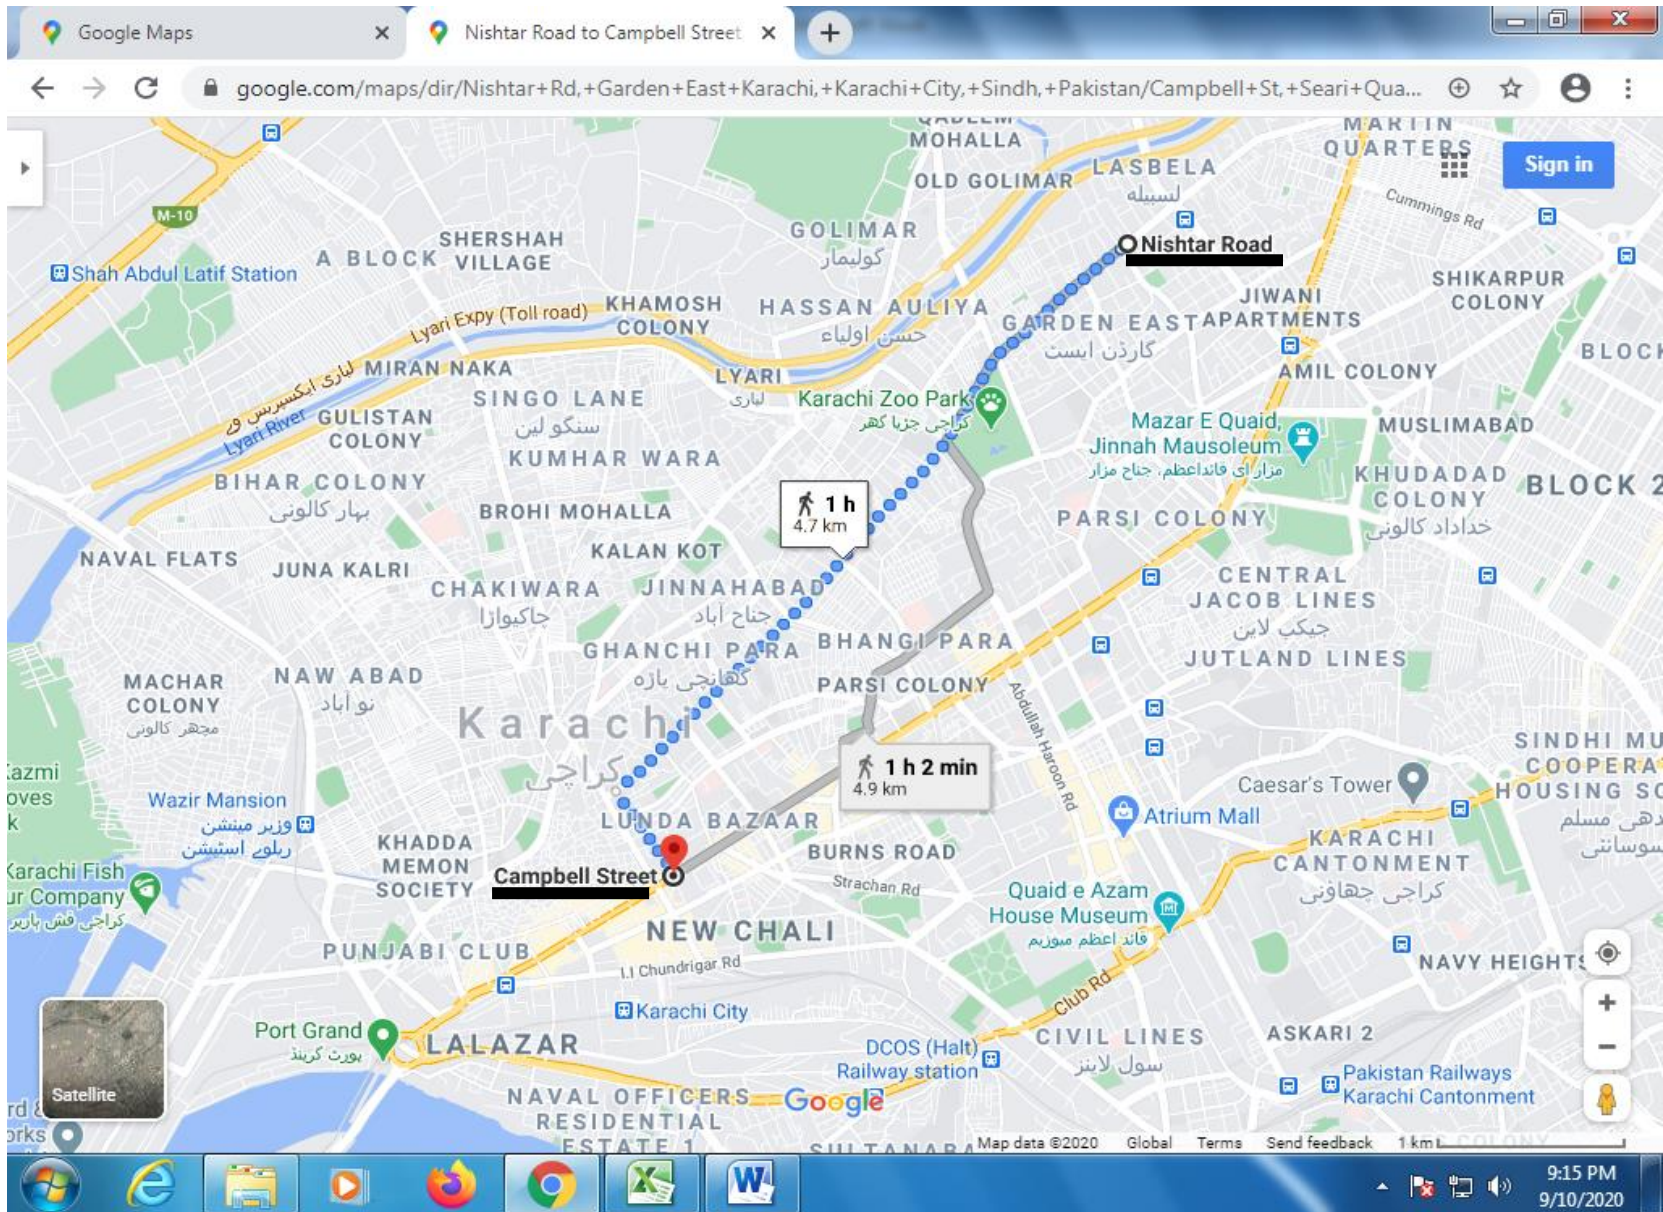 Google Maps
Nishtar Road to Campbell Street
google.com/maps/dir/Nishtar+Rd,+Garden+East+Karachi,+Karachi+City,+Sindh,+Pakistan/Campbell+St,+Seari+Qua...
MARTIN
QUARTERS
MOHALLA
Sign in
LASBELA
لسبیلہ
OLD GOLIMAR
Cummings Rd
M-10
GOLIMAR
گولیمار
SHERSHAH
VILLAGE
A BLOCK
Nishtar Road
Shah Abdul Latif Station
SHIKARPUR
COLONY
KHAMOSH
COLONY
HASSAN AULIYA
حسن اولیاء
JIWANI
APARTMENTS
Lyari Expy (Toll road)
GARDEN EAST
گارڈن ایسٹ
لیاری ایکسپریس وے
MIRAN NAKA
LYARI
لیاری
AMIL COLONY
SINGO LANE
سنگو لین
Karachi Zoo Park
کراچی چڑیا گھر
Lyari River
GULISTAN
COLONY
Mazar E Quaid,
Jinnah Mausoleum
مزار ای قائداعظم، جناح مزار
MUSLIMABAD
KUMHAR WARA
BIHAR COLONY
بہار کالونی
KHUDADAD
COLONY
خداداد کالونی
BLOCK 2
1 h
4.7 km
BROHI MOHALLA
PARSI COLONY
KALAN KOT
NAVAL FLATS
JUNA KALRI
CHAKIWARA
چاکیواڑا
JINNAHABAD
جناح آباد
CENTRAL
JACOB LINES
جیکب لاین
GHANCHI PARA
گھانچی پاڑہ
BHANGI PARA
JUTLAND LINES
MACHAR
COLONY
مچھر کالونی
NAW ABAD
نو آباد
PARSI COLONY
Abdullah Haroon Rd
Karachi
کراچی
1 h 2 min
4.9 km
SINDHI MU
COOPERA
HOUSING SO
Caesar's Tower
Wazir Mansion
وزیر مینشن
ریلوے اسٹیشن
LUNDA BAZAAR
Atrium Mall
KHADDA
MEMON
SOCIETY
BURNS ROAD
KARACHI
CANTONMENT
کراچی چھاؤنی
Campbell Street
Strachan Rd
Karachi Fish
ur Company
Quaid e Azam
House Museum
قائد اعظم میوزیم
NEW CHALI
PUNJABI CLUB
I.I Chundrigar Rd
NAVY HEIGHTS
Club Rd
Karachi City
Port Grand
پورٹ گرینڈ
LALAZAR
CIVIL LINES
سول لاینز
ASKARI 2
DCOS (Halt)
Railway station
Pakistan Railways
Karachi Cantonment
Satellite
NAVAL OFFICERS
RESIDENTIAL
ESTATE 1
Google
Map data ©2020 Global Terms Send feedback 1 km
9:15 PM
9/10/2020